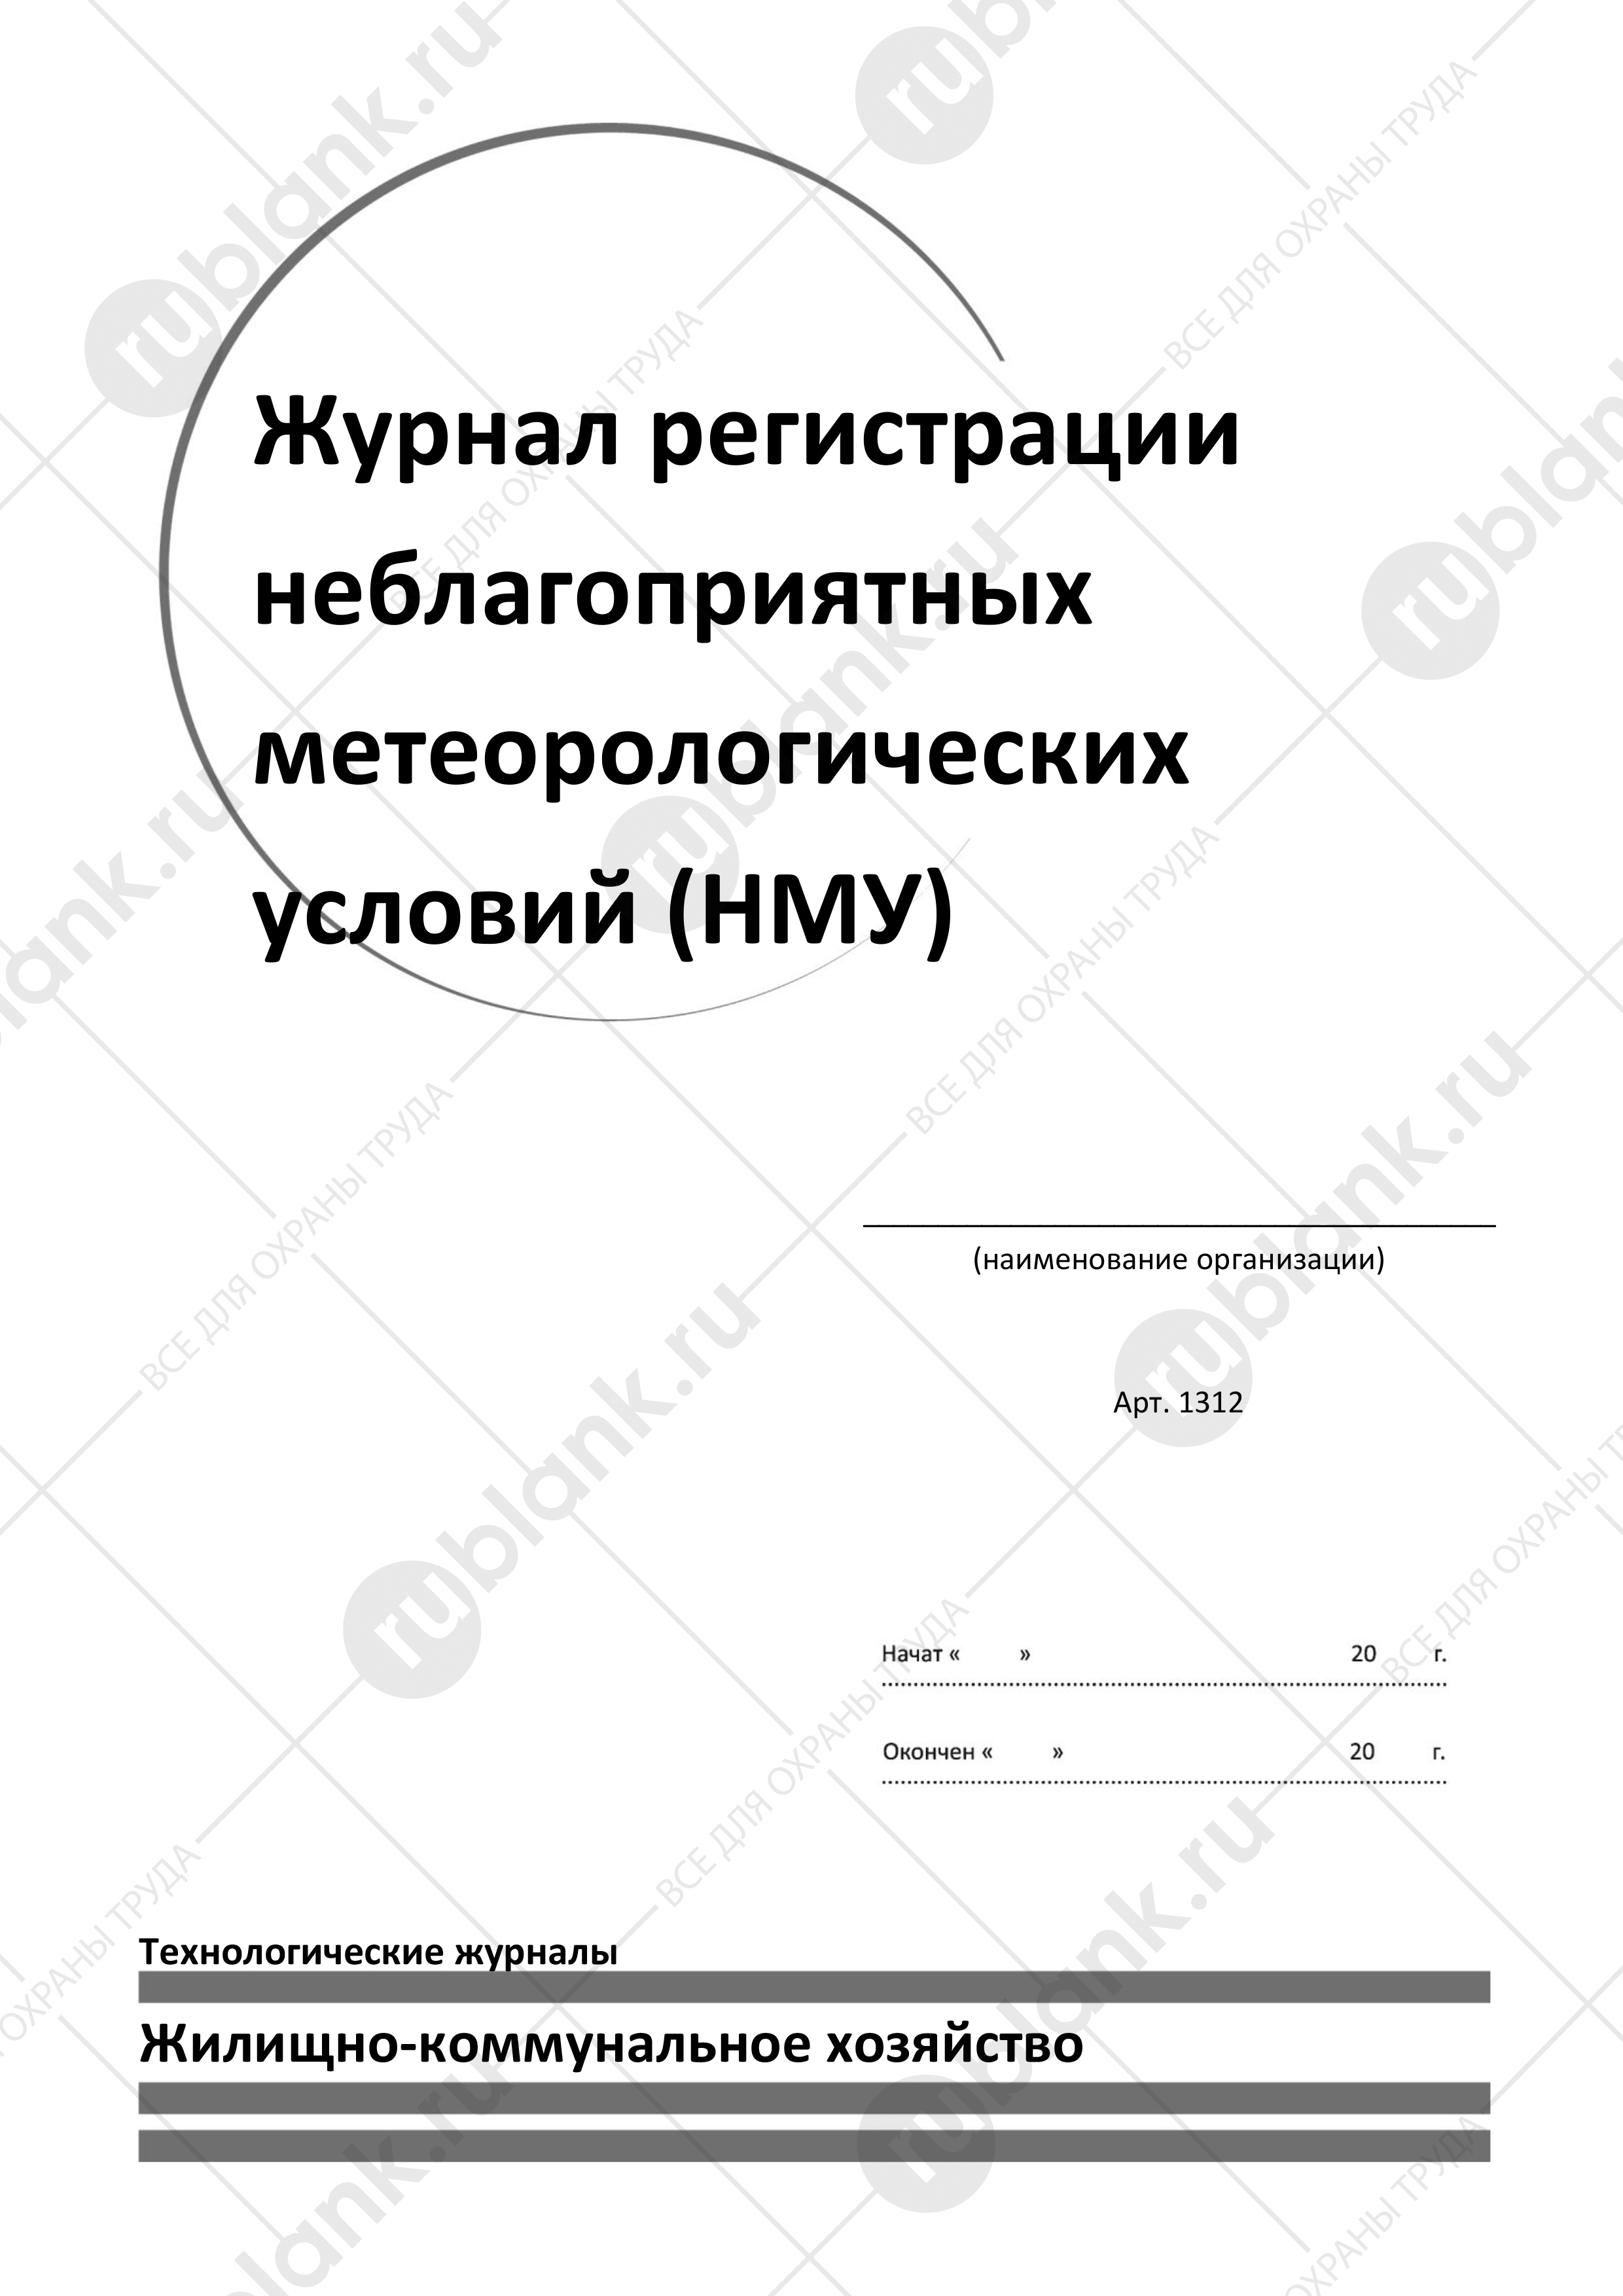 Журнал регистрации
неблагоприятных
метеорологических
условий (НМУ)
(наименование организации)
Арт. 1312
Начат « » 20 г.
Окончен « » 20 г.
Технологические журналы
Жилищно-коммунальное хозяйство
rublank.ru
ВСЕ ДЛЯ ОХРАНЫ ТРУДА